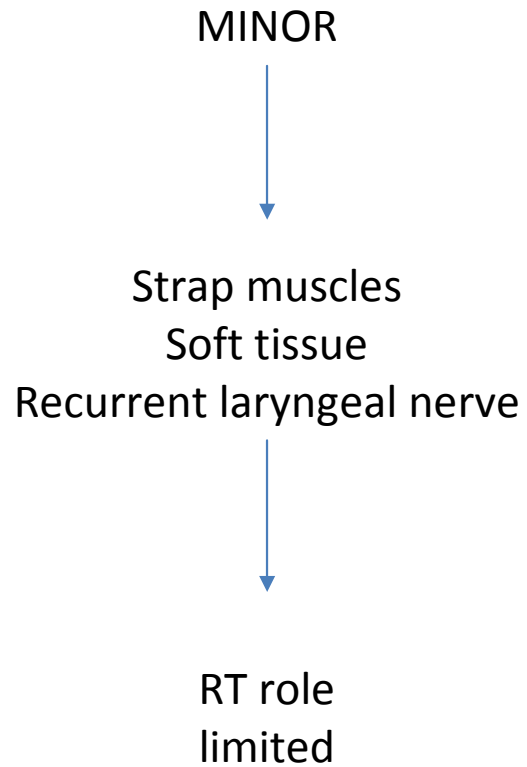 MINOR
Strap muscles
Soft tissue
Recurrent laryngeal nerve
RT role
limited